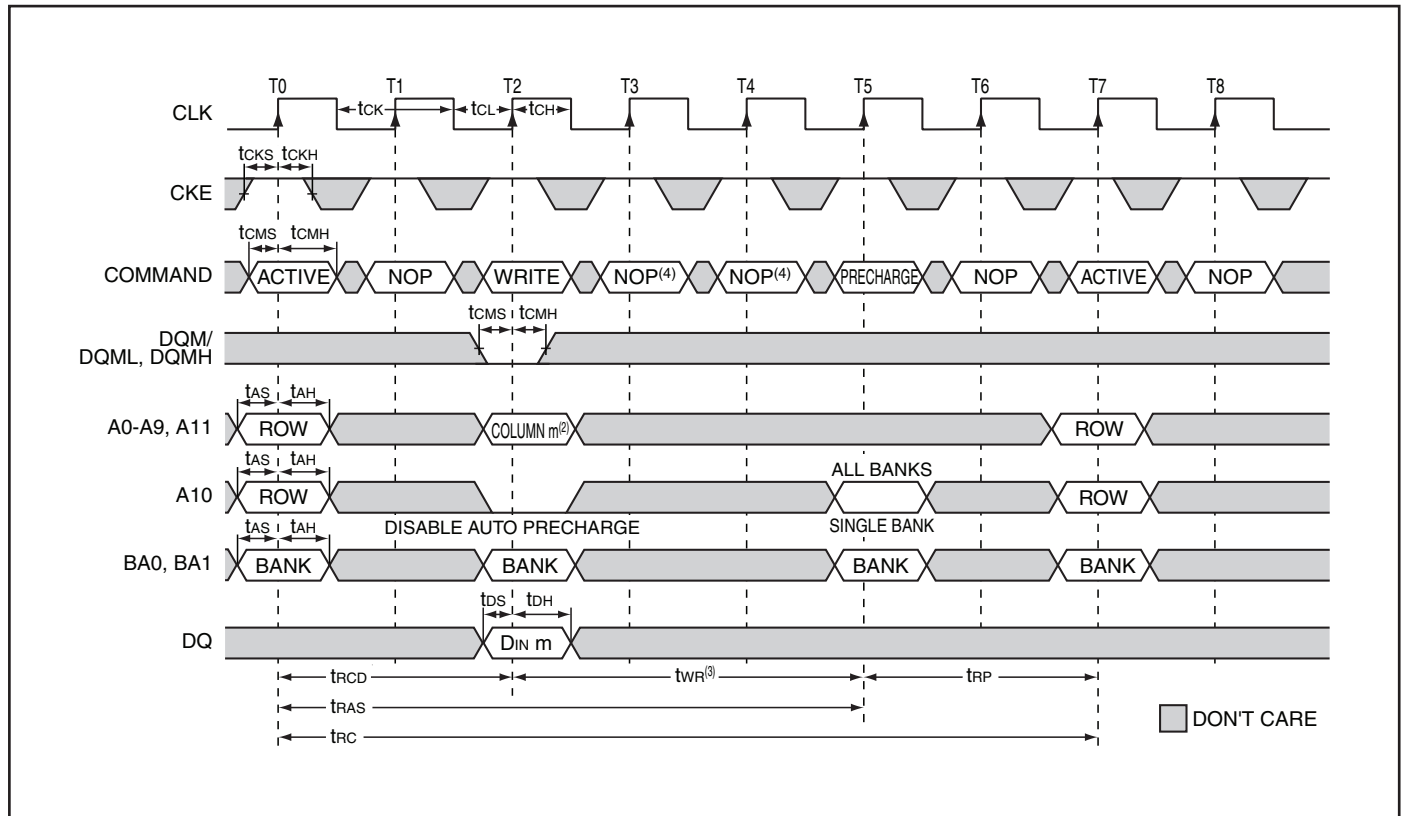 T0 T1 T2 T3 T4 T5 T6 T7 T8
CLK tCK tCL tCH
tCKS tCKH
CKE
tCMS tCMH
COMMAND ACTIVE NOP WRITE NOP(4) NOP(4) PRECHARGE NOP ACTIVE NOP
tCMS tCMH
DQM/
DQML, DQMH
tAS tAH
A0-A9, A11 ROW COLUMN m(2) ROW
tAS tAH ALL BANKS
A10 ROW ROW
tAS tAH DISABLE AUTO PRECHARGE SINGLE BANK
BA0, BA1 BANK BANK BANK BANK
tDS tDH
DQ DIN m
tRCD tWR(3) tRP
tRAS
DON'T CARE
tRC